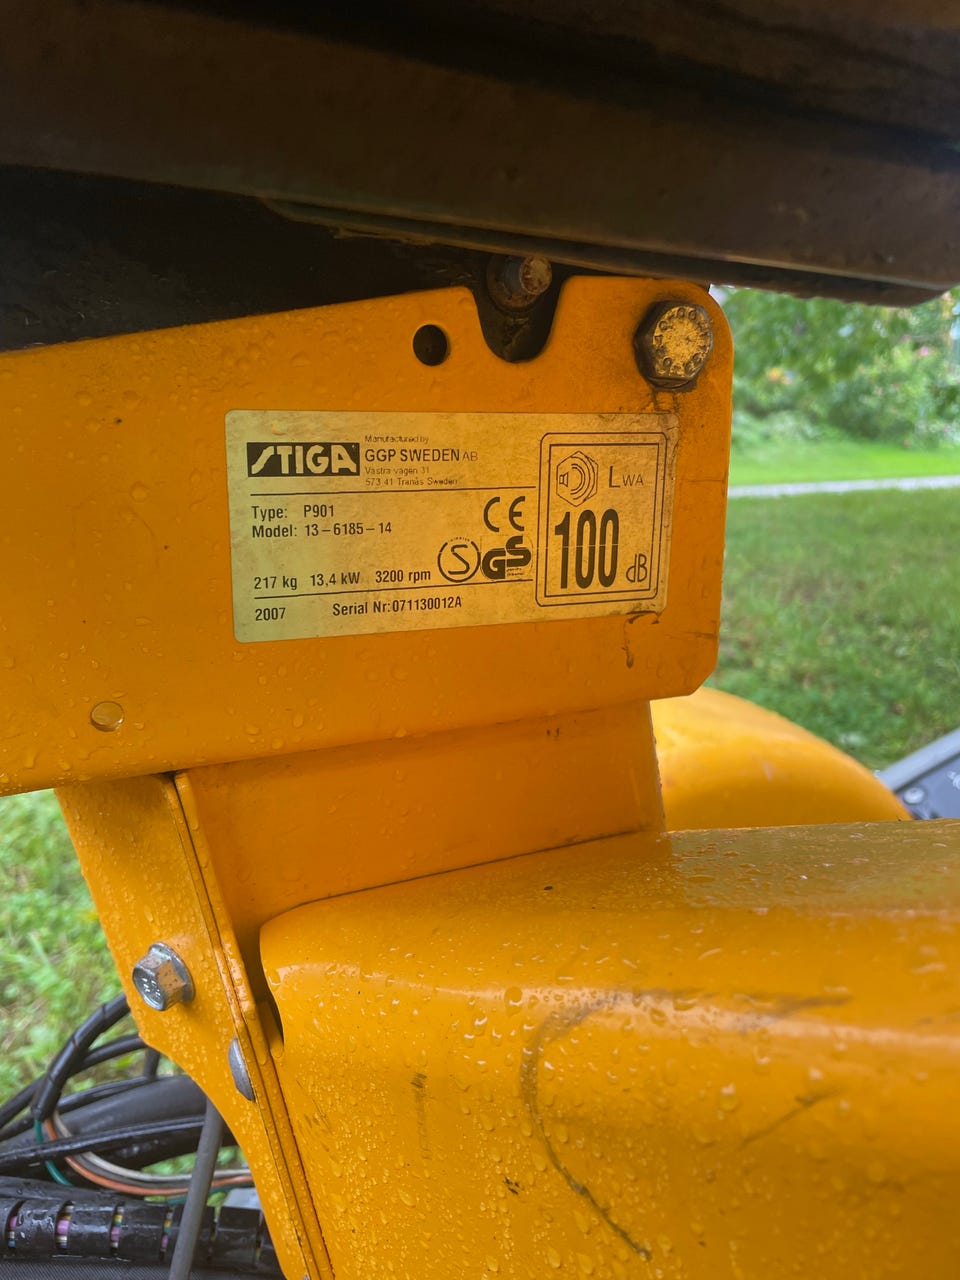 STIGA
Manufactured by
GGP SWEDEN AB
Västra vägen 31
573 41 Tranås Sweden
Type: P901
Model: 13-6185-14
CE
S GS
217 kg 13,4 kW 3200 rpm
2007 Serial Nr:071130012A
LWA
100 dB